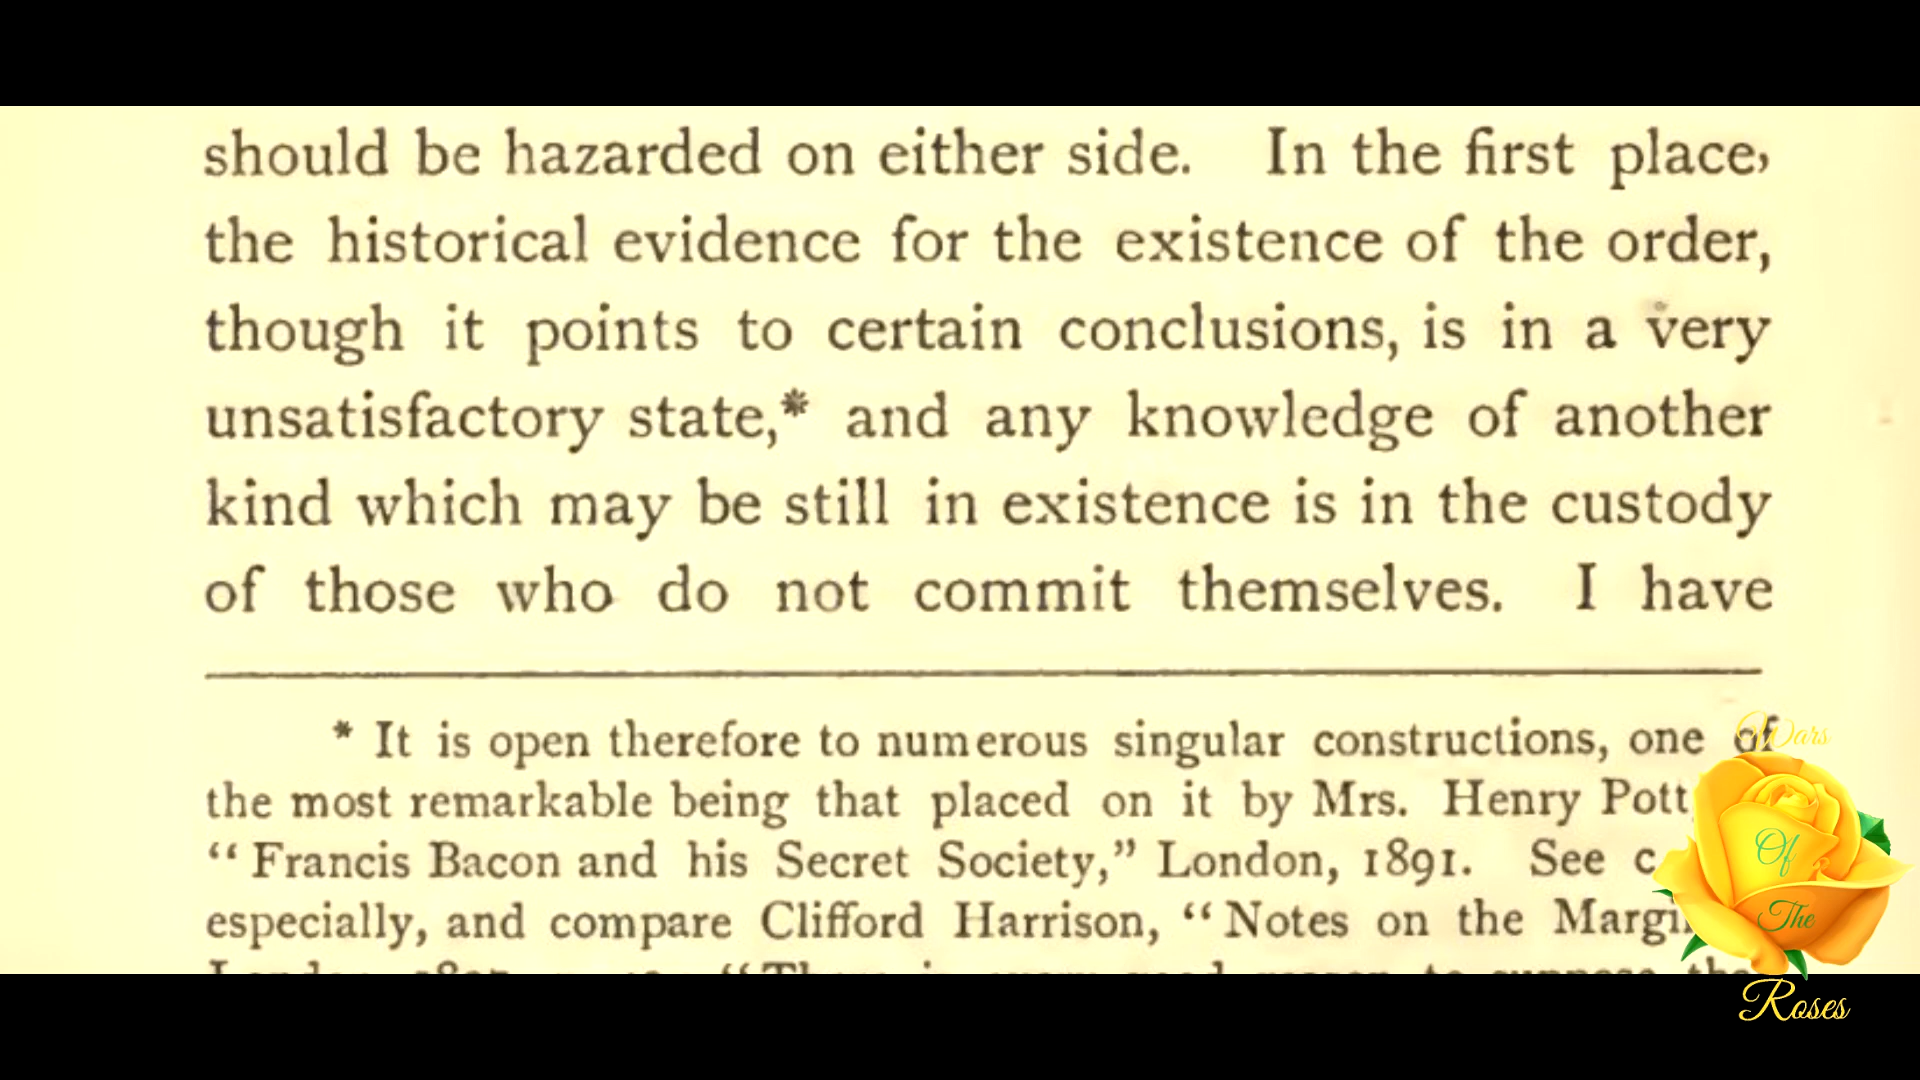 should be hazarded on either side. In the first place,
the historical evidence for the existence of the order,
though it points to certain conclusions, is in a very
unsatisfactory state,* and any knowledge of another
kind which may be still in existence is in the custody
of those who do not commit themselves. I have
* It is open therefore to numerous singular constructions, one of
the most remarkable being that placed on it by Mrs. Henry Pott
“Francis Bacon and his Secret Society,” London, 1891. See
especially, and compare Clifford Harrison, “Notes on the
Wars
Of
The
Roses